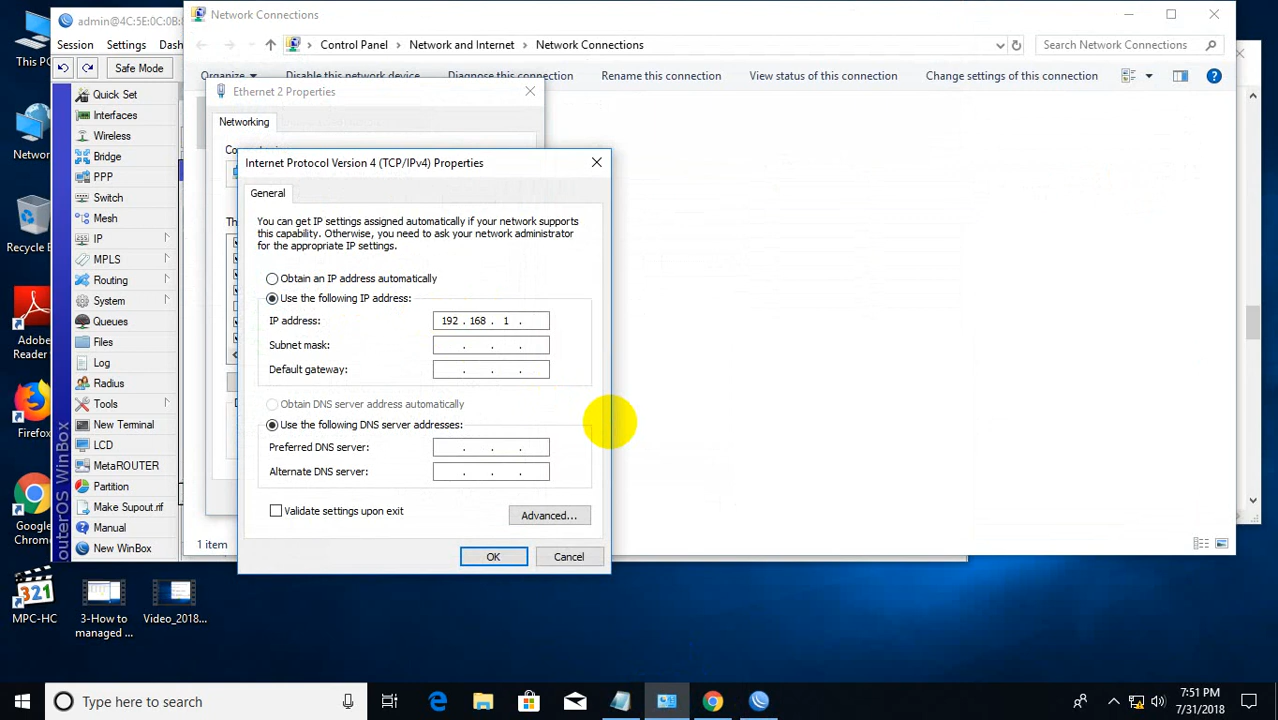 admin@4C:5E:0C:0B:
Network Connections
Session Settings Dash
Control Panel Network and Internet Network Connections
Search Network Connections
Safe Mode
Organize Disable this network device Diagnose this connection Rename this connection View status of this connection Change settings of this connection
This PC
Ethernet 2 Properties
Networking
Quick Set
Interfaces
Wireless
Bridge
PPP
Switch
Mesh
IP
MPLS
Routing
System
Queues
Files
Log
Radius
Tools
New Terminal
LCD
MetaROUTER
Partition
Make Supout.rif
Manual
New WinBox
outerOS WinBox
Internet Protocol Version 4 (TCP/IPv4) Properties
General
You can get IP settings assigned automatically if your network supports
this capability. Otherwise, you need to ask your network administrator
for the appropriate IP settings.
Obtain an IP address automatically
Use the following IP address:
IP address: 192 . 168 . 1 .
Subnet mask: . . .
Default gateway: . . .
Obtain DNS server address automatically
Use the following DNS server addresses:
Preferred DNS server: . . .
Alternate DNS server: . . .
Validate settings upon exit
Advanced...
OK Cancel
1 item
Network
Recycle B
Adobe
Reader
Firefox
Google
Chrome
MPC-HC
3-How to
managed ...
Video_2018...
Type here to search
7:51 PM
7/31/2018